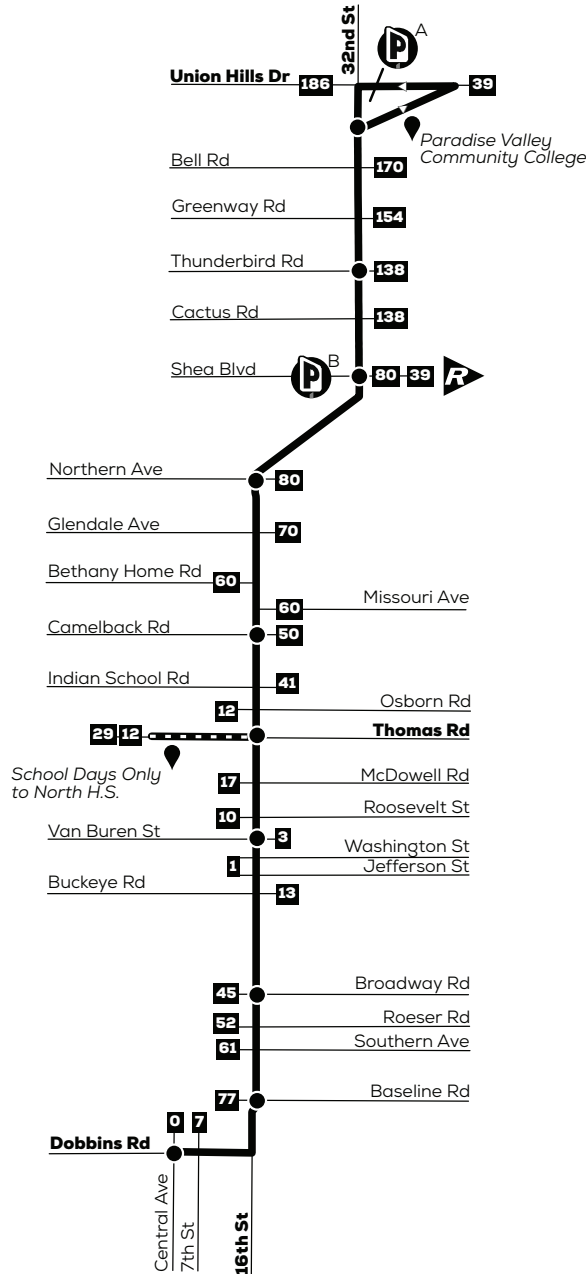 32nd St
P A
Union Hills Dr 186 39
Paradise Valley
Community College
Bell Rd 170
Greenway Rd 154
Thunderbird Rd 138
Cactus Rd 138
Shea Blvd P B 80 39 R
Northern Ave 80
Glendale Ave 70
Bethany Home Rd 60
60 Missouri Ave
Camelback Rd 50
Indian School Rd 41
12 Osborn Rd
29 12 Thomas Rd
School Days Only
to North H.S.
17 McDowell Rd
10 Roosevelt St
Van Buren St 3
Washington St
1 Jefferson St
Buckeye Rd 13
45 Broadway Rd
52 Roeser Rd
61 Southern Ave
77 Baseline Rd
0 7
Dobbins Rd
Central Ave
7th St
16th St